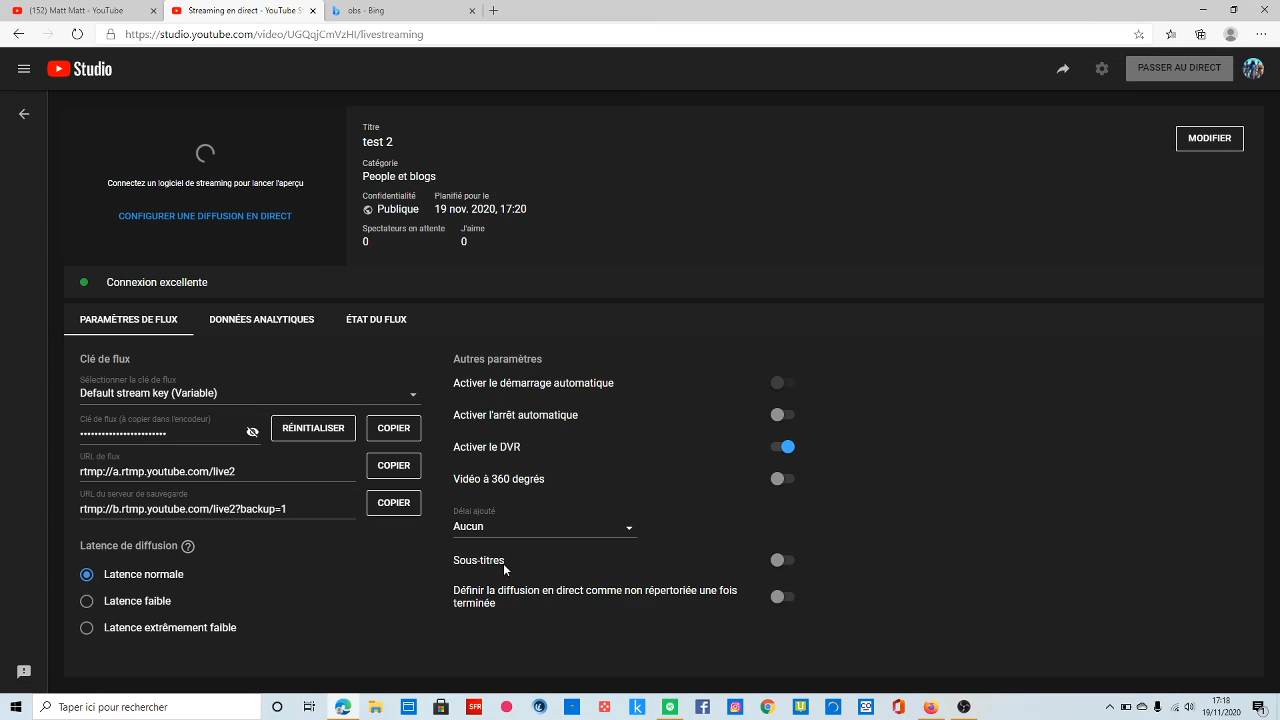 (152) Matt Matt - YouTube
Streaming en direct - YouTube S
obs - Bing
https://studio.youtube.com/video/UGQqjCmVzHI/livestreaming
Studio
PASSER AU DIRECT
Connectez un logiciel de streaming pour lancer l'aperçu
CONFIGURER UNE DIFFUSION EN DIRECT
Titre
test 2
MODIFIER
Catégorie
People et blogs
Confidentialité Planifié pour le
Publique 19 nov. 2020, 17:20
Spectateurs en attente J'aime
0 0
Connexion excellente
PARAMÈTRES DE FLUX DONNÉES ANALYTIQUES ÉTAT DU FLUX
Clé de flux
Sélectionner la clé de flux
Default stream key (Variable)
Clé de flux (à copier dans l'encodeur)
••••••••••••••••••••••••
RÉINITIALISER COPIER
URL de flux
rtmp://a.rtmp.youtube.com/live2
COPIER
URL du serveur de sauvegarde
rtmp://b.rtmp.youtube.com/live2?backup=1
COPIER
Latence de diffusion ?
Latence normale
Latence faible
Latence extrêmement faible
Autres paramètres
Activer le démarrage automatique
Activer l'arrêt automatique
Activer le DVR
Vidéo à 360 degrés
Délai ajouté
Aucun
Sous-titres
Définir la diffusion en direct comme non répertoriée une fois
terminée
Taper ici pour rechercher
SFR
17:18
19/11/2020